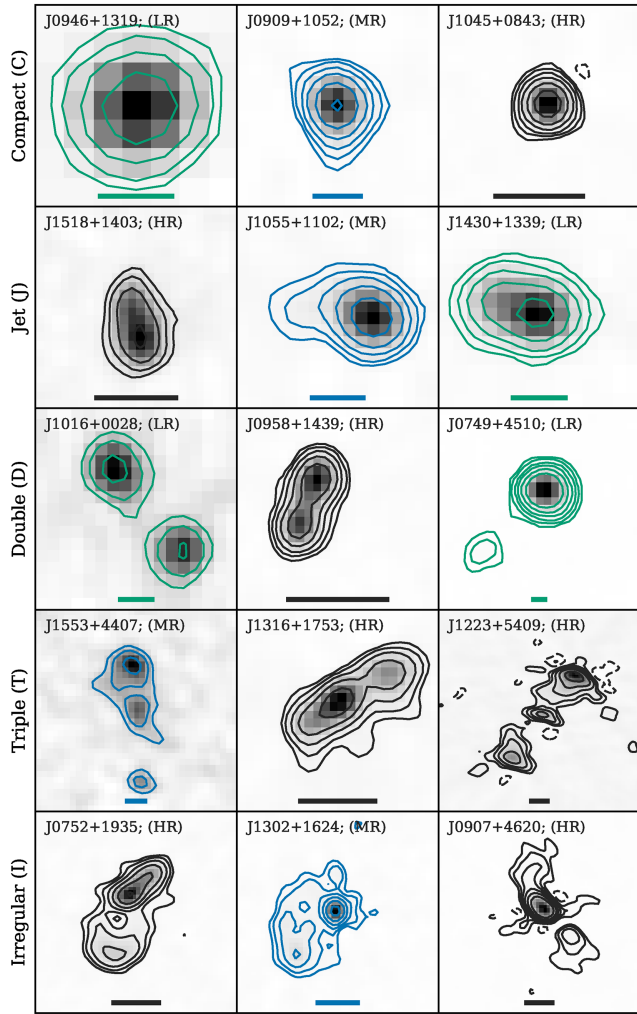 Compact (C)
J0946+1319; (LR)
J0909+1052; (MR)
J1045+0843; (HR)
Jet (J)
J1518+1403; (HR)
J1055+1102; (MR)
J1430+1339; (LR)
Double (D)
J1016+0028; (LR)
J0958+1439; (HR)
J0749+4510; (LR)
Triple (T)
J1553+4407; (MR)
J1316+1753; (HR)
J1223+5409; (HR)
Irregular (I)
J0752+1935; (HR)
J1302+1624; (MR)
J0907+4620; (HR)